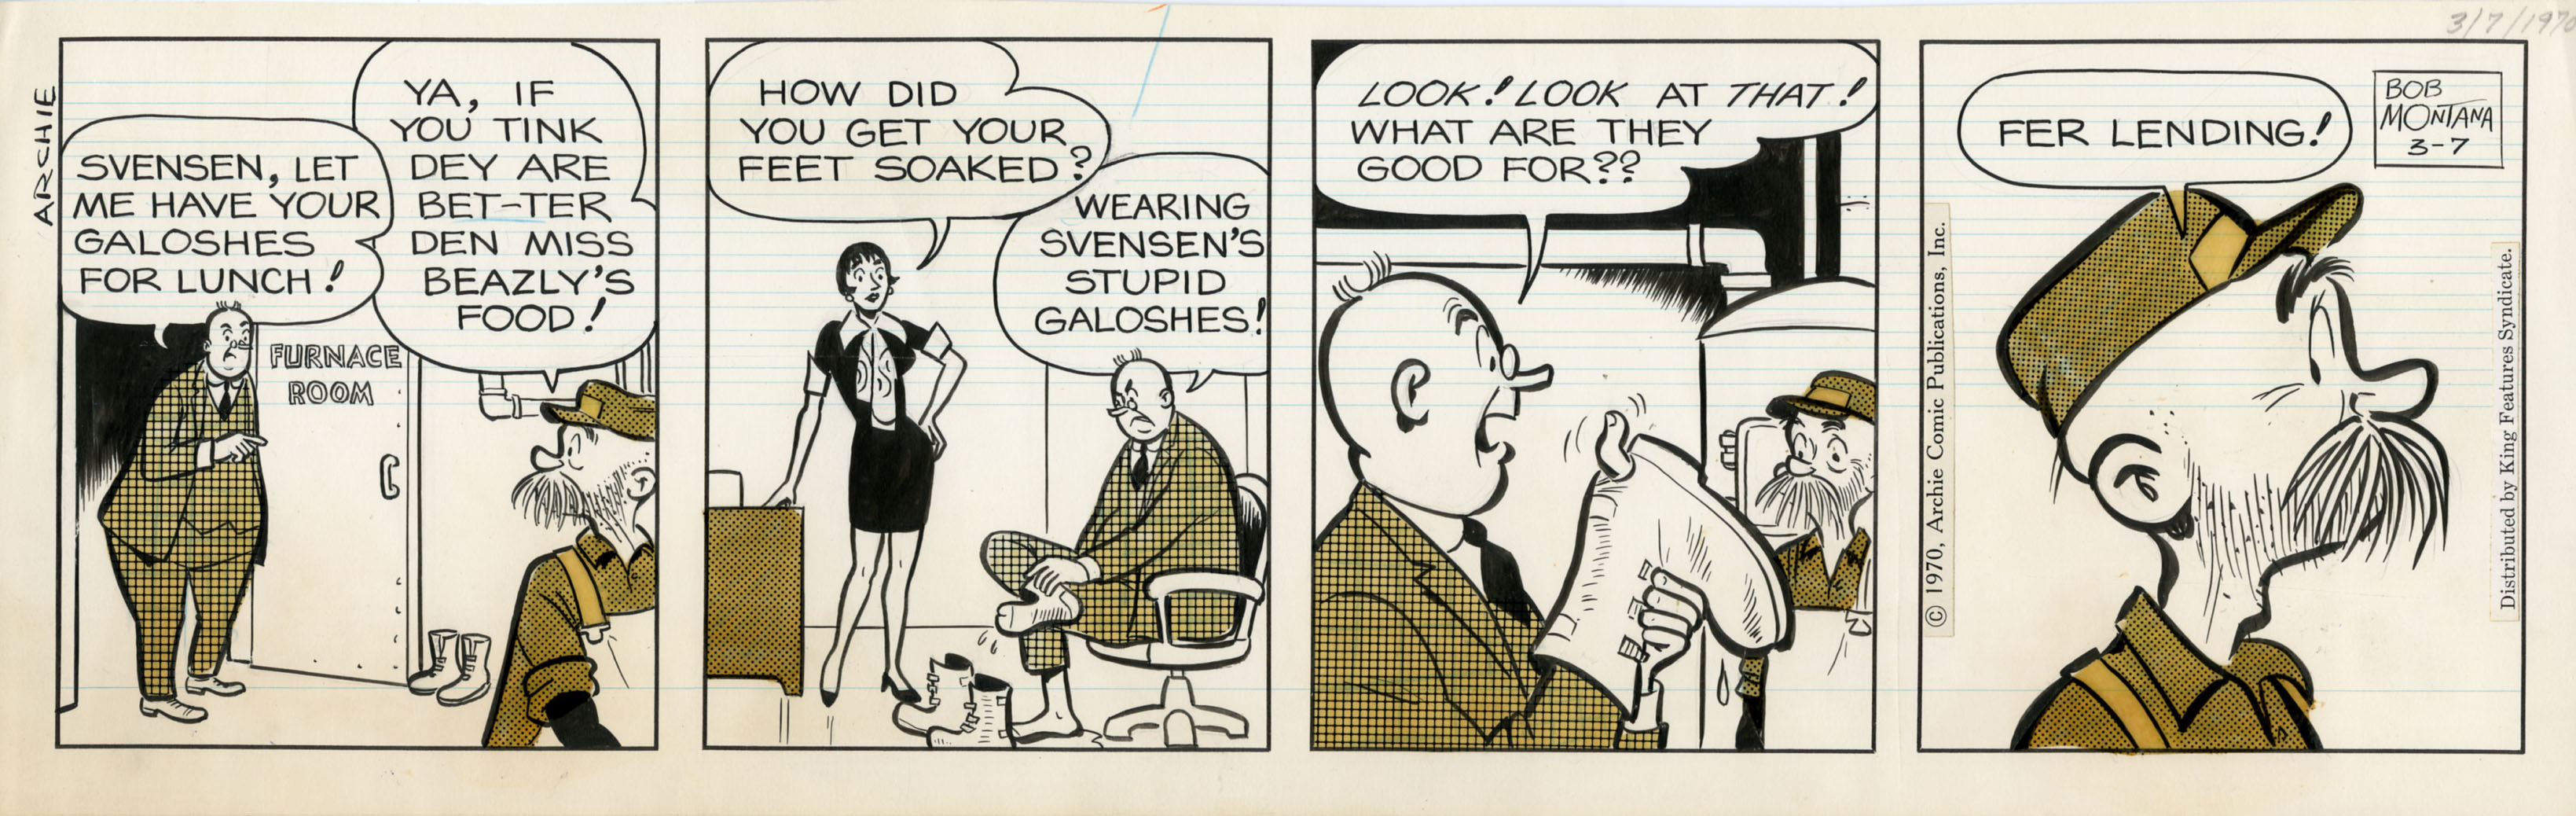 3/7/1970
ARCHIE
SVENSEN, LET
ME HAVE YOUR
GALOSHES
FOR LUNCH!
YA, IF
YOU TINK
DEY ARE
BET-TER
DEN MISS
BEAZLY'S
FOOD!
FURNACE
ROOM
HOW DID
YOU GET YOUR
FEET SOAKED?
WEARING
SVENSEN'S
STUPID
GALOSHES!
LOOK! LOOK AT THAT!
WHAT ARE THEY
GOOD FOR??
FER LENDING!
BOB
MONTANA
3-7
© 1970, Archie Comic Publications, Inc.
Distributed by King Features Syndicate.